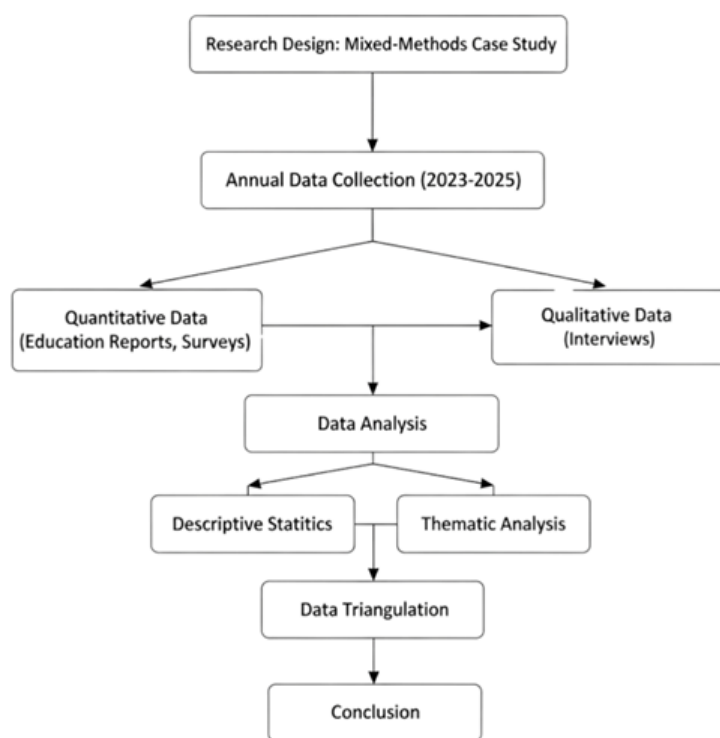 Research Design: Mixed-Methods Case Study
Annual Data Collection (2023-2025)
Quantitative Data
(Education Reports, Surveys)
Qualitative Data
(Interviews)
Data Analysis
Descriptive Statitics
Thematic Analysis
Data Triangulation
Conclusion